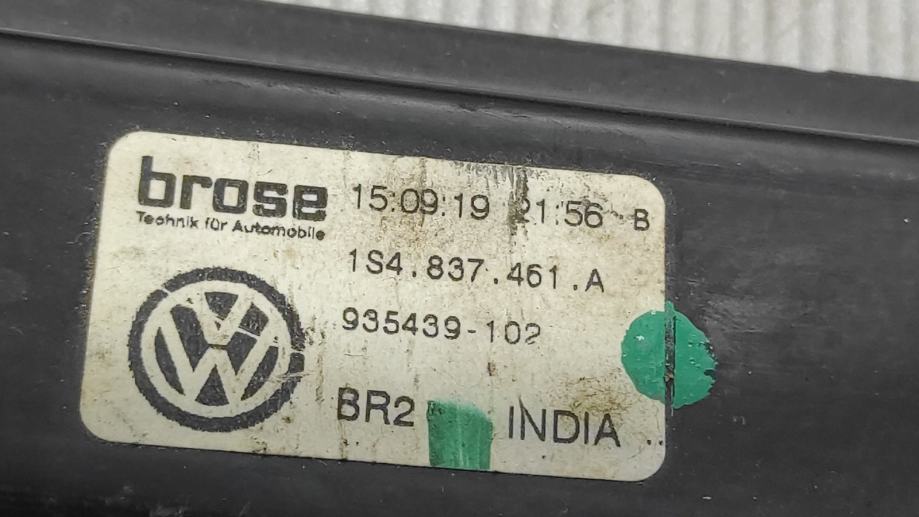 brose
Technik für Automobile
15:09:19 21:56 B
1S4.837.461.A
935439-102
BR2 INDIA ..